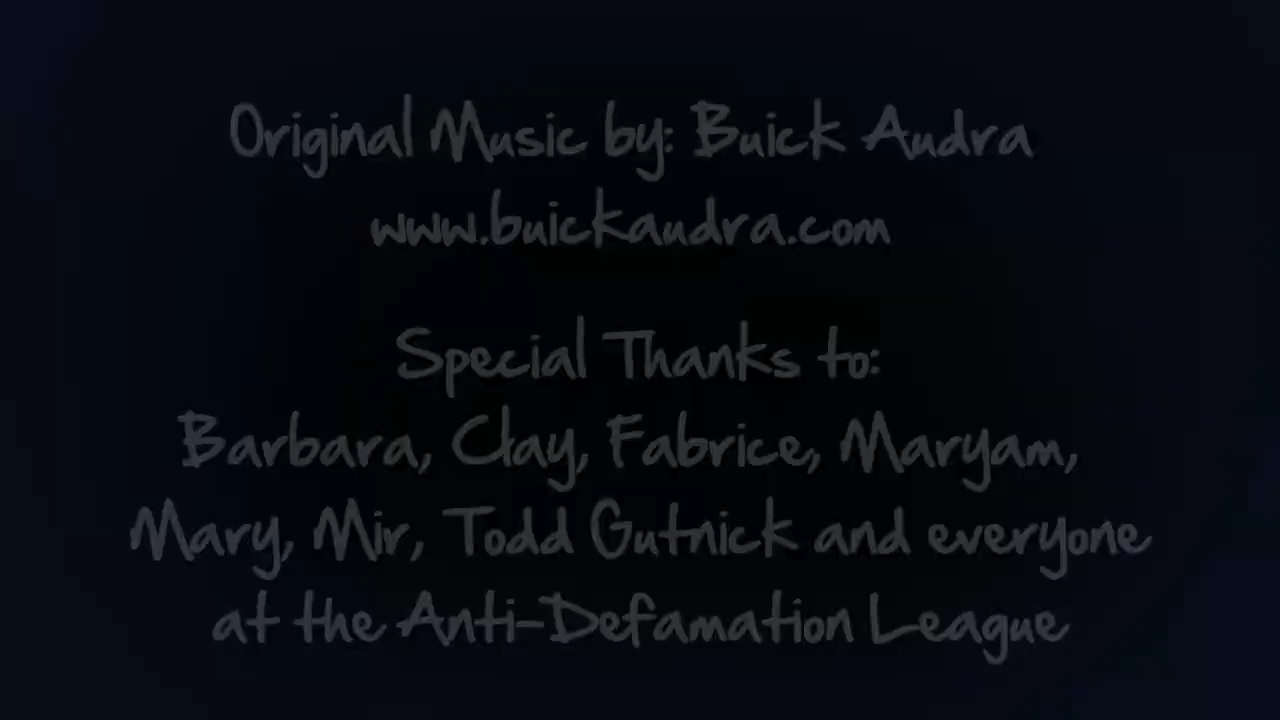 Original Music by: Buick Audra
www.buickaudra.com
Special Thanks to:
Barbara, Clay, Fabrice, Maryam,
Mary, Mir, Todd Gutnick and everyone
at the Anti-Defamation League